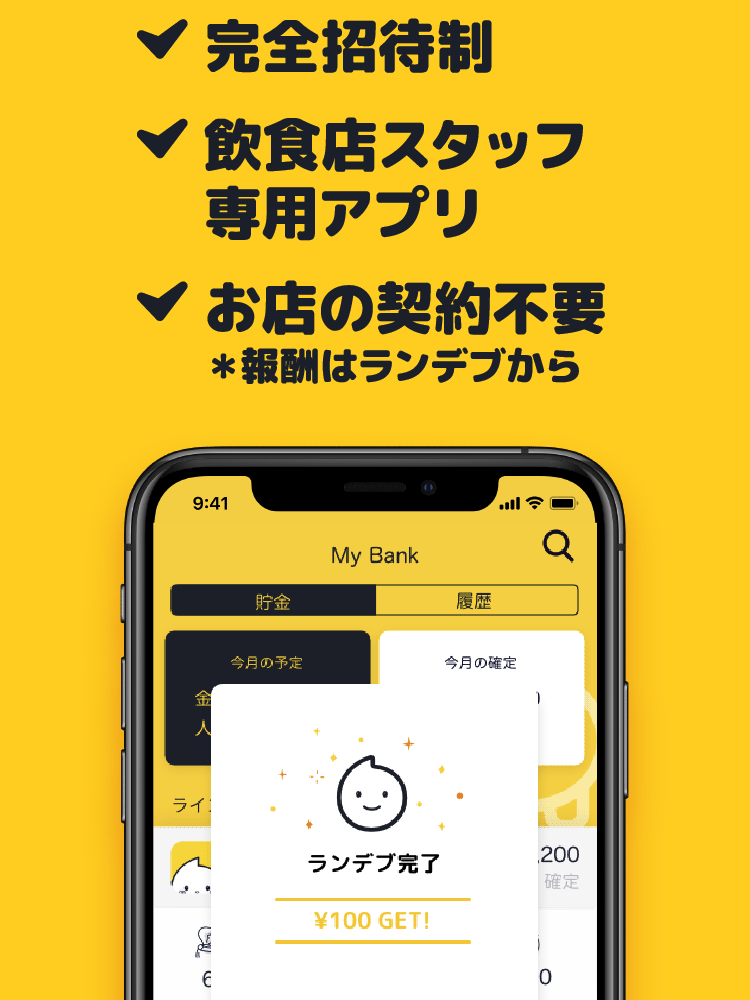 完全招待制
飲食店スタッフ
専用アプリ
お店の契約不要
*報酬はランデブから
9:41
My Bank
貯金
履歴
今月の予定
今月の確定
金
人
ランデブ完了
¥100 GET!
200
確定
6
0